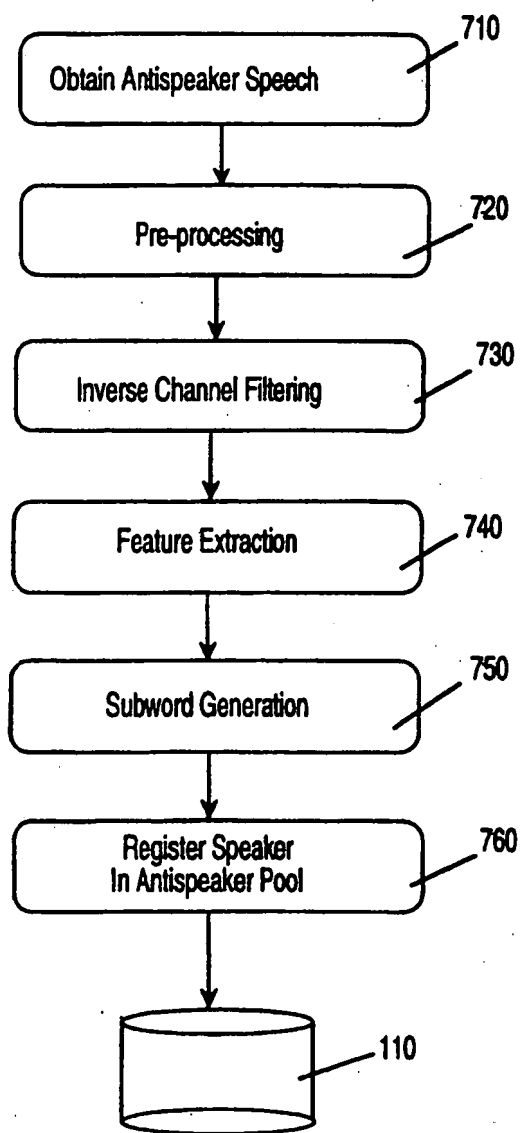 710
Obtain Antispeaker Speech
720
Pre-processing
730
Inverse Channel Filtering
740
Feature Extraction
750
Subword Generation
760
Register Speaker
In Antispeaker Pool
110